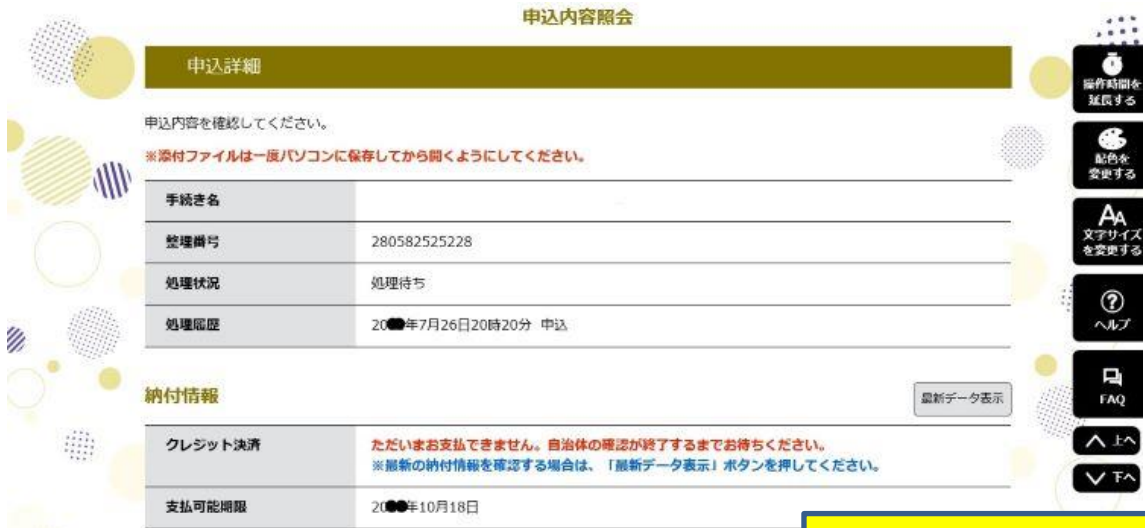 申込内容照会
申込詳細
申込内容を確認してください。
※添付ファイルは一度パソコンに保存してから開くようにしてください。
手続き名
整理番号 280582525228
処理状況 処理待ち
処理履歴 20 年7月26日20時20分 申込
納付情報
最新データ表示
クレジット決済 ただいまお支払できません。自治体の確認が終了するまでお待ちください。
※最新の納付情報を確認する場合は、「最新データ表示」ボタンを押してください。
支払可能期限 20 年10月18日
操作時間を
延長する
配色を
変更する
AA
文字サイズ
を変更する
?
ヘルプ
FAQ
上へ
下へ